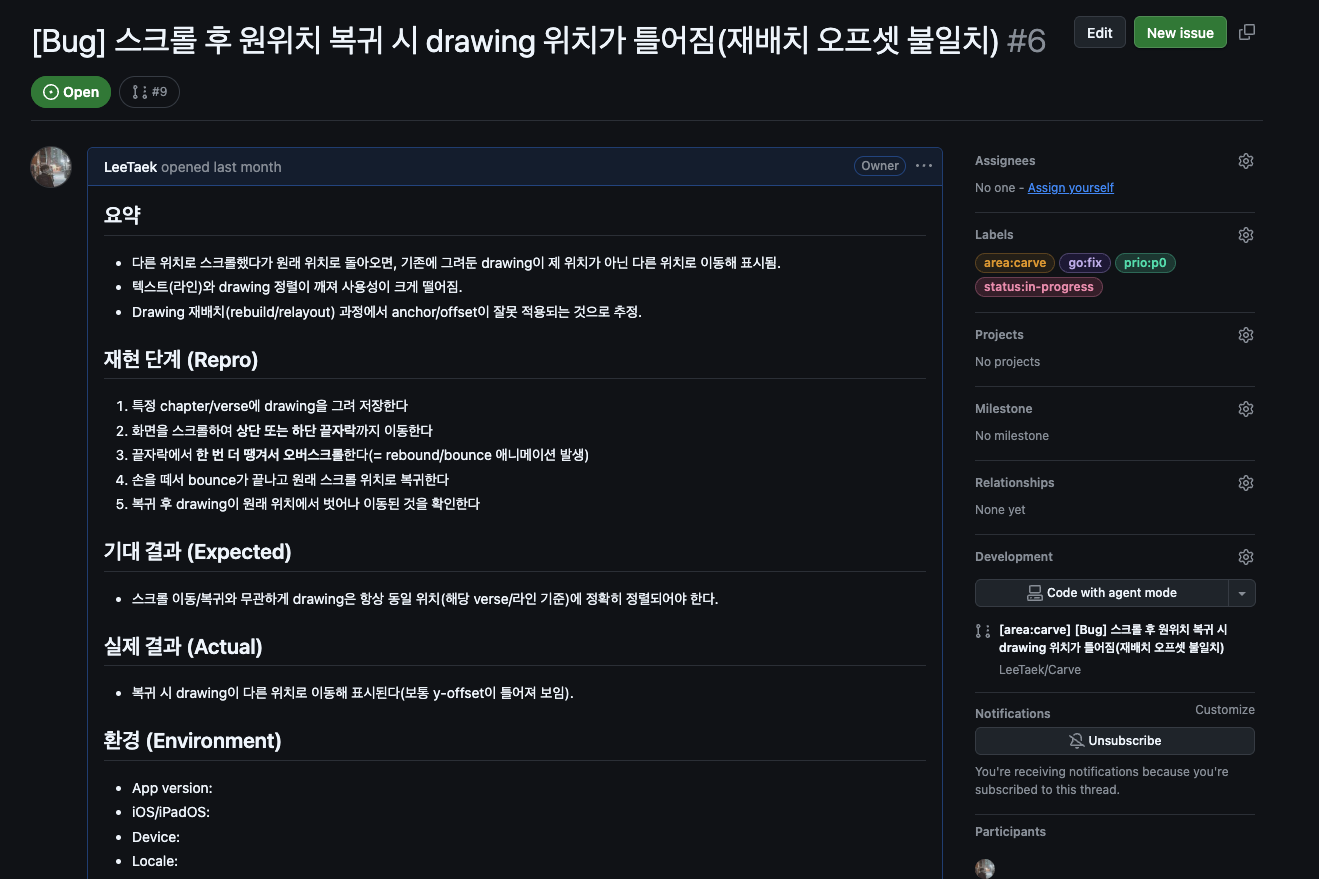 [Bug] 스크롤 후 원위치 복귀 시 drawing 위치가 틀어짐(재배치 오프셋 불일치) #6
Edit
New issue
Open
#9
LeeTaek opened last month
Owner
요약
다른 위치로 스크롤했다가 원래 위치로 돌아오면, 기존에 그려둔 drawing이 제 위치가 아닌 다른 위치로 이동해 표시됨.
텍스트(라인)와 drawing 정렬이 깨져 사용성이 크게 떨어짐.
Drawing 재배치(rebuild/relayout) 과정에서 anchor/offset이 잘못 적용되는 것으로 추정.
재현 단계 (Repro)
1. 특정 chapter/verse에 drawing을 그려 저장한다
2. 화면을 스크롤하여 상단 또는 하단 끝자락까지 이동한다
3. 끝자락에서 한 번 더 땡겨서 오버스크롤한다(= rebound/bounce 애니메이션 발생)
4. 손을 떼서 bounce가 끝나고 원래 스크롤 위치로 복귀한다
5. 복귀 후 drawing이 원래 위치에서 벗어나 이동된 것을 확인한다
기대 결과 (Expected)
스크롤 이동/복귀와 무관하게 drawing은 항상 동일 위치(해당 verse/라인 기준)에 정확히 정렬되어야 한다.
실제 결과 (Actual)
복귀 시 drawing이 다른 위치로 이동해 표시된다(보통 y-offset이 틀어져 보임).
환경 (Environment)
App version:
iOS/iPadOS:
Device:
Locale:
Assignees
No one - Assign yourself
Labels
area:carve go:fix prio:p0
status:in-progress
Projects
No projects
Milestone
No milestone
Relationships
None yet
Development
Code with agent mode
[area:carve] [Bug] 스크롤 후 원위치 복귀 시
drawing 위치가 틀어짐(재배치 오프셋 불일치)
LeeTaek/Carve
Notifications
Customize
Unsubscribe
You're receiving notifications because you're
subscribed to this thread.
Participants